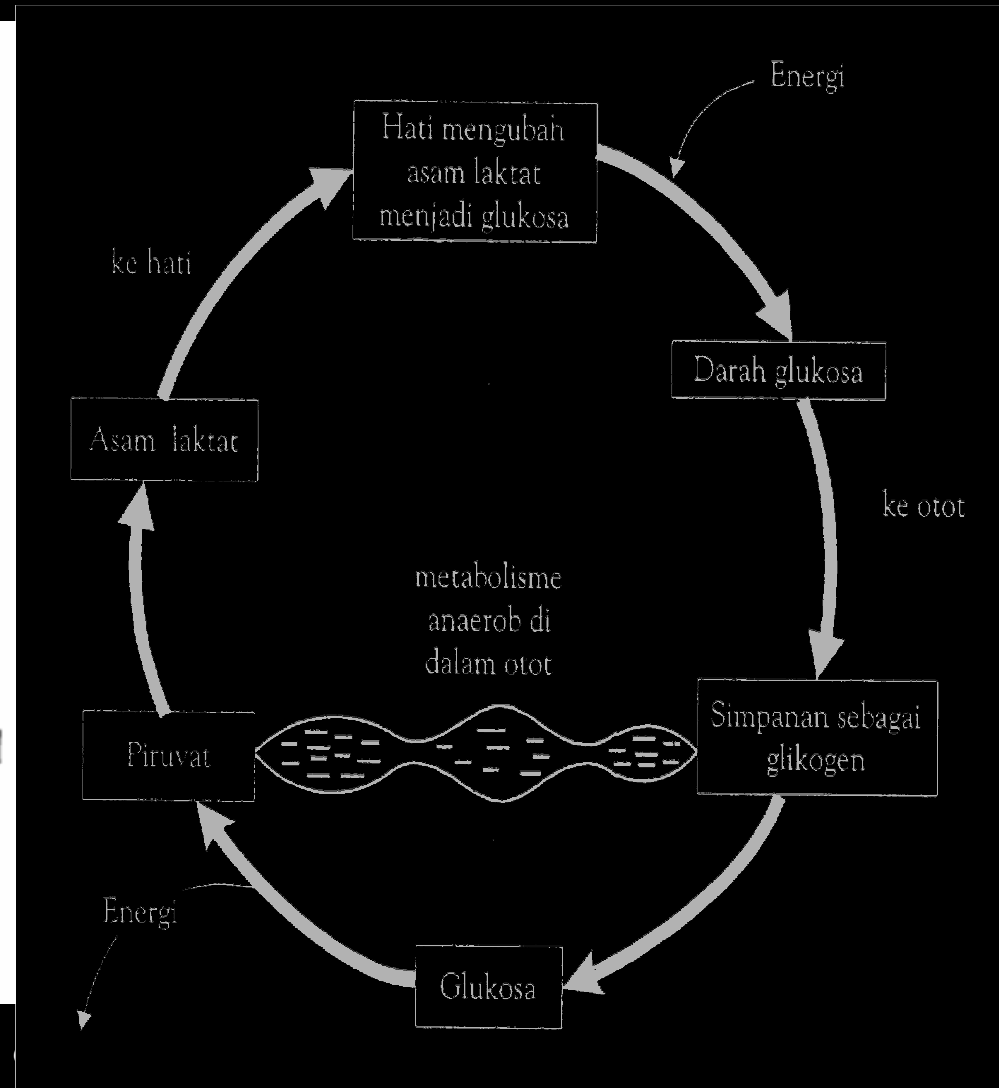 Energi
Hati mengubah
asam laktat
menjadi glukosa
ke hati
Darah glukosa
Asam laktat
ke otot
metabolisme
anaerob di
dalam otot
Simpanan sebagai
glikogen
Piruvat
Energi
Glukosa